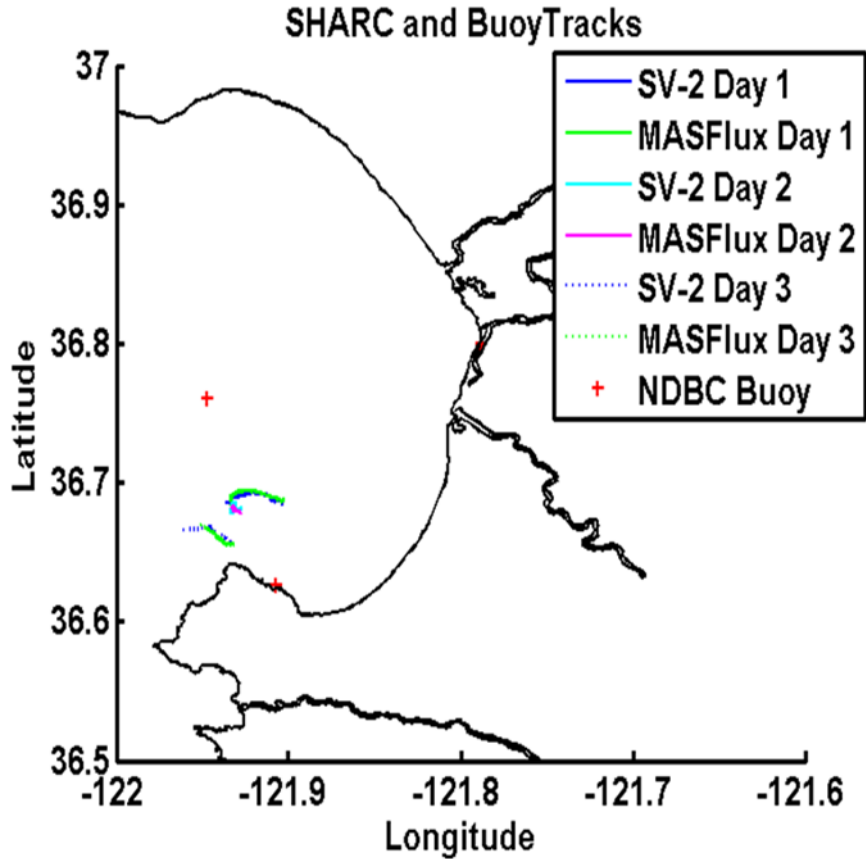 SHARC and BuoyTracks
37
36.9
36.8
36.7
36.6
36.5
Latitude
-122
-121.9
-121.8
-121.7
-121.6
Longitude
SV-2 Day 1
MASFlux Day 1
SV-2 Day 2
MASFlux Day 2
SV-2 Day 3
MASFlux Day 3
NDBC Buoy